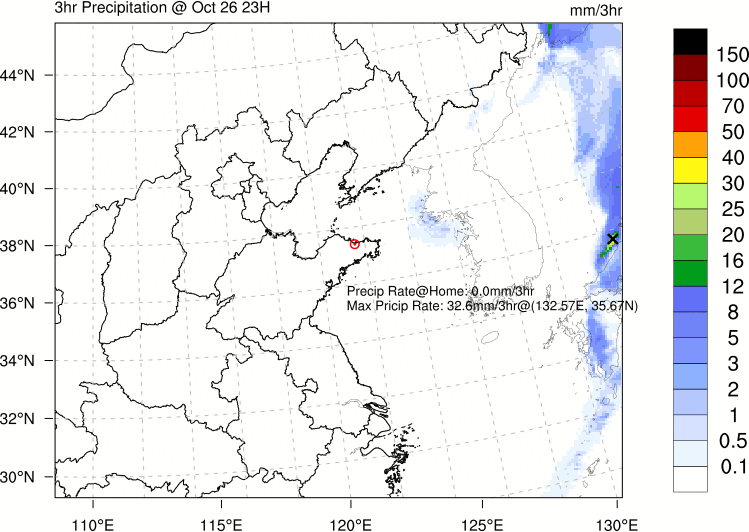 3hr Precipitation @ Oct 26 23H
mm/3hr
44°N
42°N
40°N
38°N
36°N
34°N
32°N
30°N
Precip Rate@Home: 0.0mm/3hr
Max Pricip Rate: 32.6mm/3hr@(132.57E, 35.67N)
110°E 115°E 120°E 125°E 130°E
150
100
70
50
40
30
25
20
16
12
8
5
3
2
1
0.5
0.1